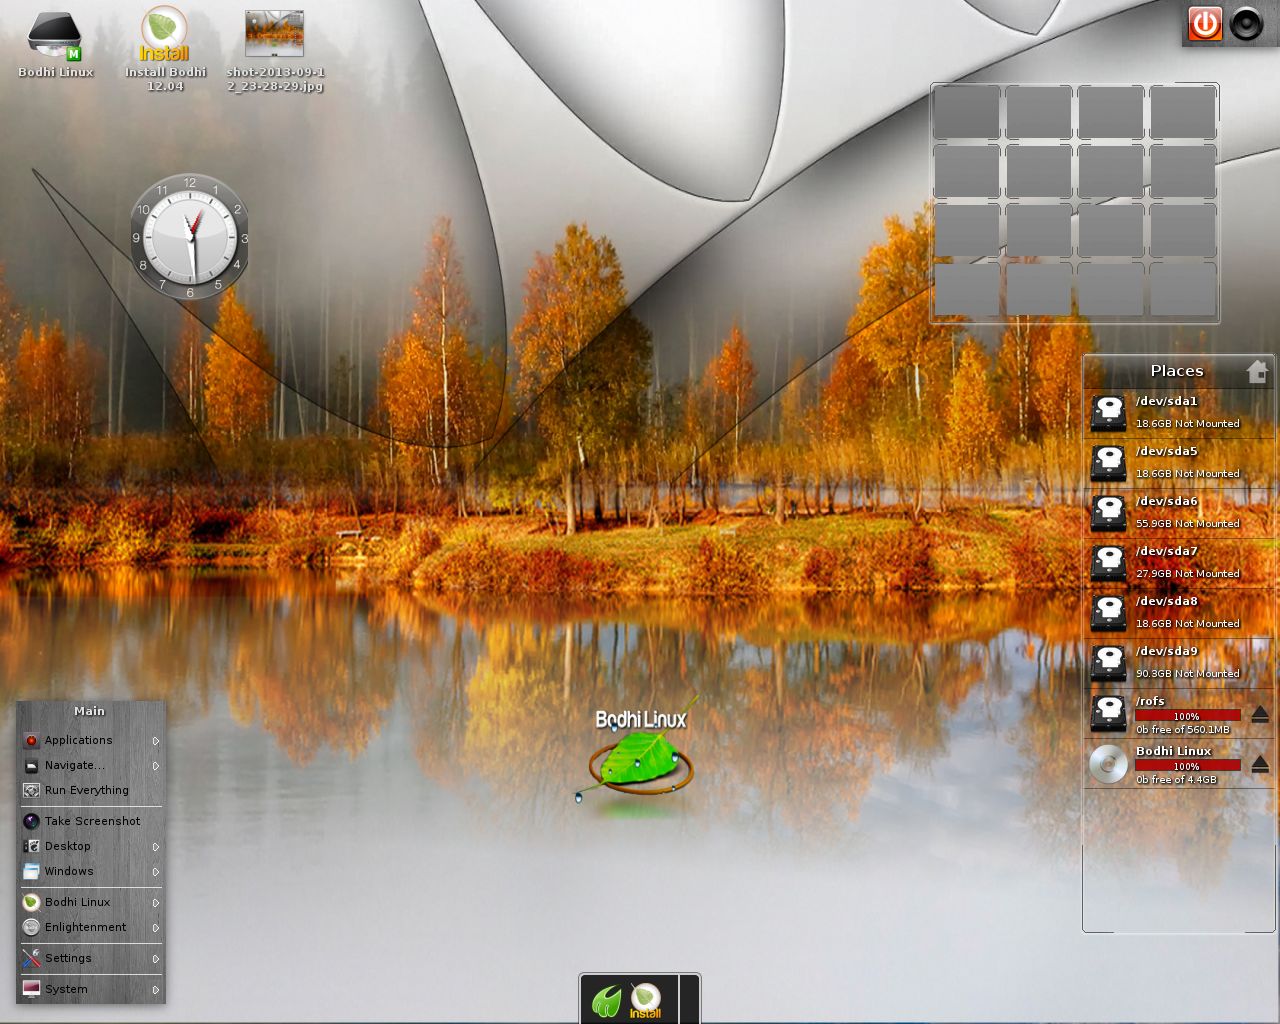 Bodhi Linux
Install
Install Bodhi
12.04
shot-2013-09-1
2_23-28-29.jpg
12
1
2
3
4
5
6
7
8
9
10
11
Places
/dev/sda1
18.6GB Not Mounted
/dev/sda5
18.6GB Not Mounted
/dev/sda6
55.9GB Not Mounted
/dev/sda7
27.9GB Not Mounted
/dev/sda8
18.6GB Not Mounted
/dev/sda9
90.3GB Not Mounted
/rofs
100%
0b free of 560.1MB
Bodhi Linux
100%
0b free of 4.4GB
Main
Applications
Navigate...
Run Everything
Take Screenshot
Desktop
Windows
Bodhi Linux
Enlightenment
Settings
System
Bodhi Linux
Install